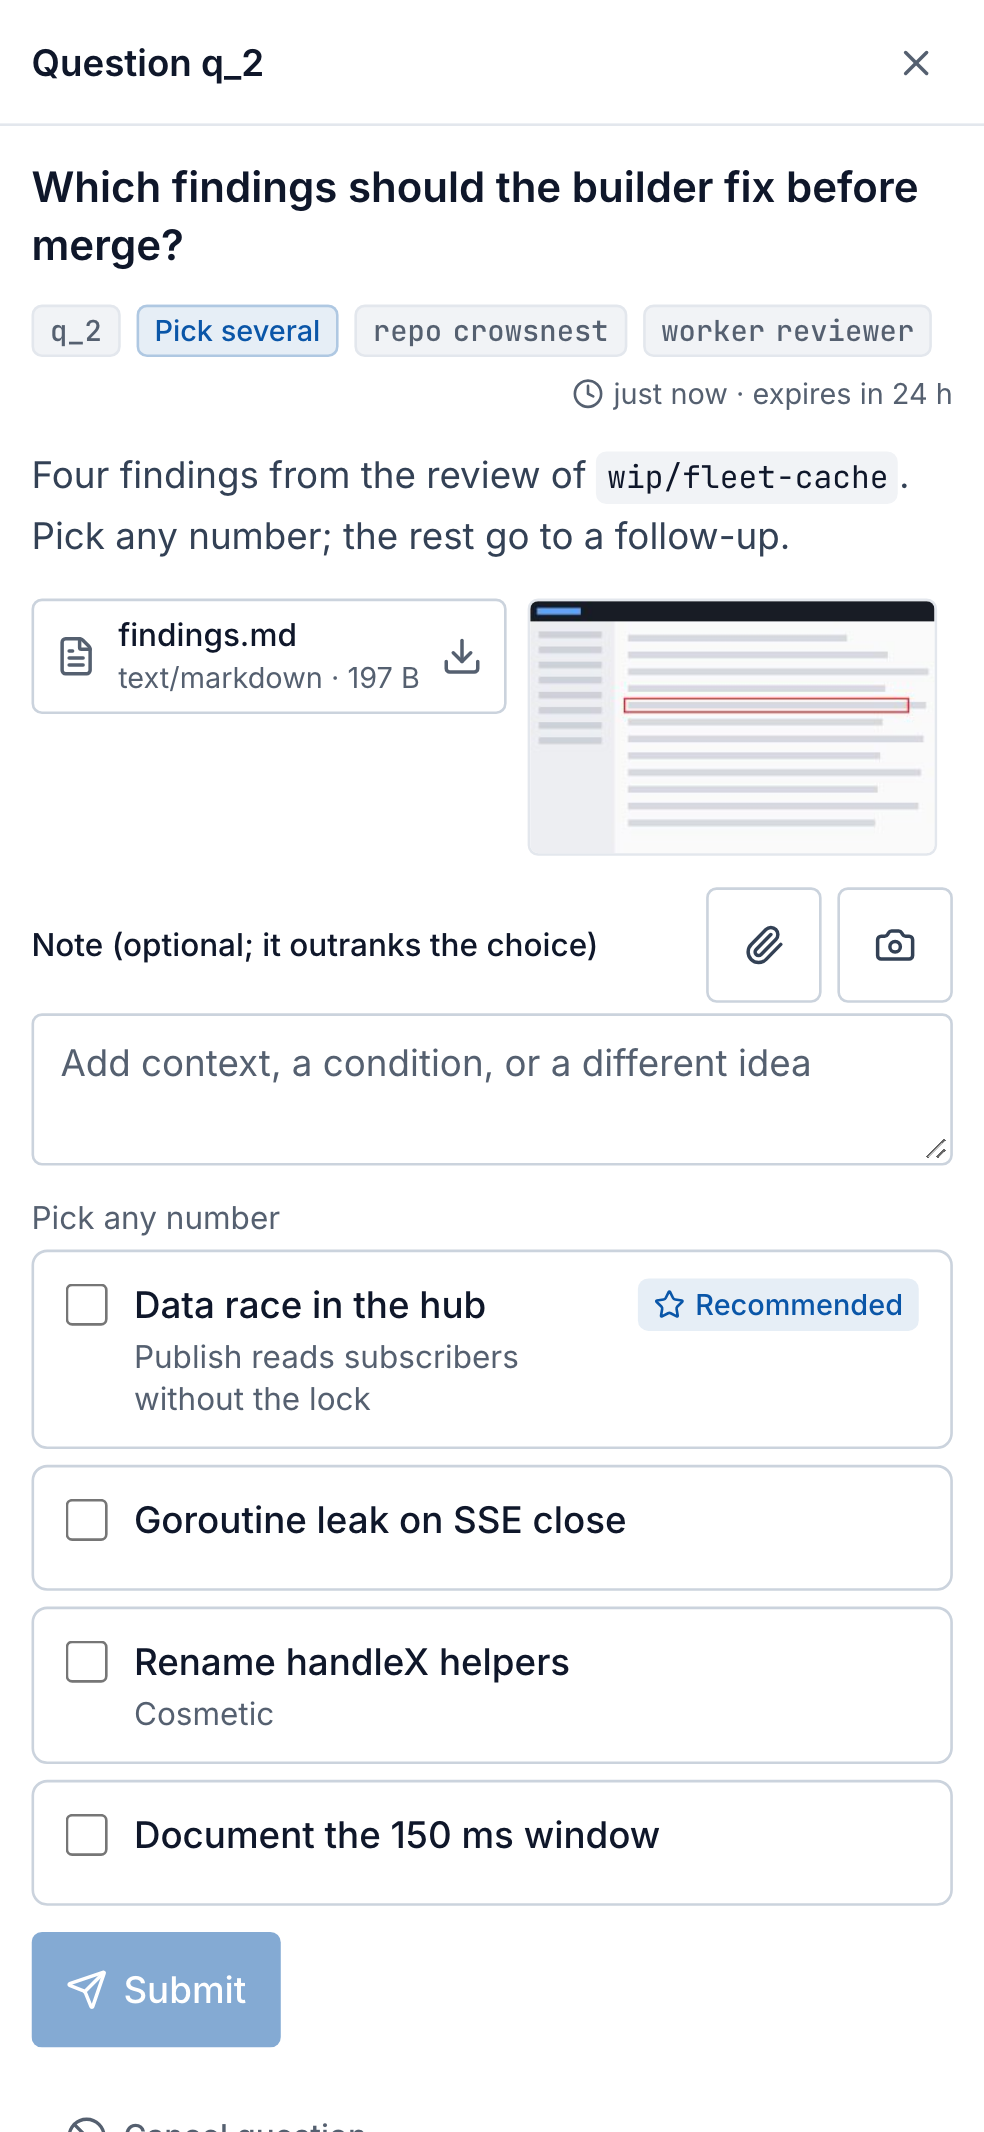 Question q_2
Which findings should the builder fix before
merge?
q_2
Pick several
repo crowsnest
worker reviewer
just now · expires in 24 h
Four findings from the review of wip/fleet-cache.
Pick any number; the rest go to a follow-up.
findings.md
text/markdown · 197 B
Note (optional; it outranks the choice)
Add context, a condition, or a different idea
Pick any number
Data race in the hub
Recommended
Publish reads subscribers
without the lock
Goroutine leak on SSE close
Rename handleX helpers
Cosmetic
Document the 150 ms window
Submit
Cancel question